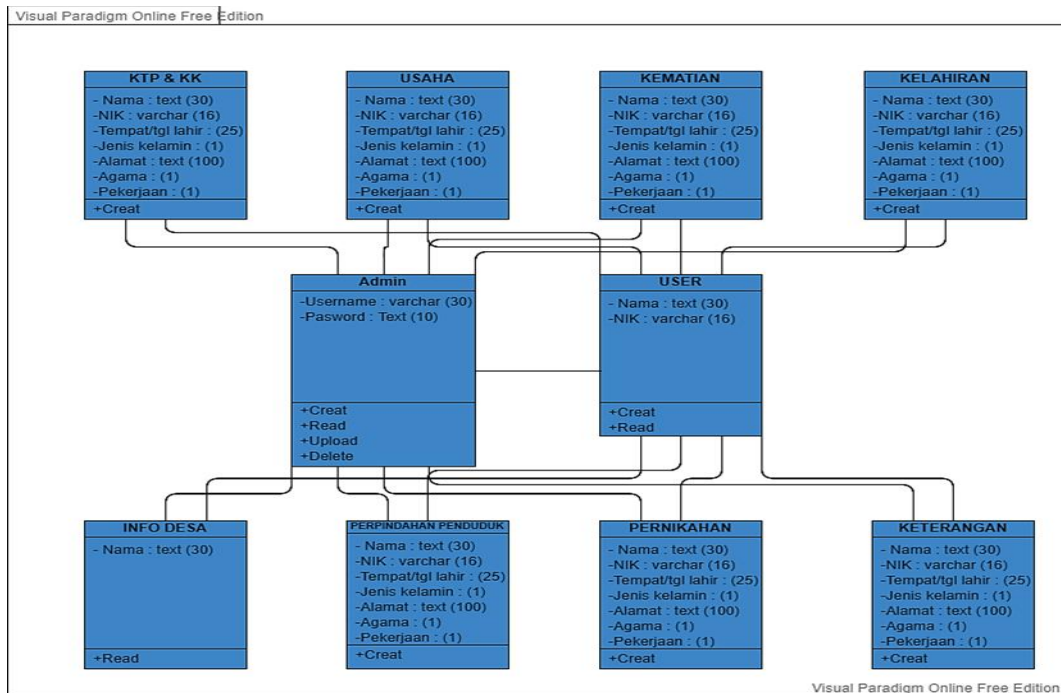 Visual Paradigm Online Free Edition
KTP & KK
- Nama : text (30)
-NIK : varchar (16)
-Tempat/tgl lahir : (25)
-Jenis kelamin : (1)
-Alamat : text (100)
-Agama : (1)
-Pekerjaan : (1)
+Creat
USAHA
- Nama : text (30)
-NIK : varchar (16)
-Tempat/tgl lahir : (25)
-Jenis kelamin : (1)
-Alamat : text (100)
-Agama : (1)
-Pekerjaan : (1)
+Creat
KEMATIAN
- Nama : text (30)
-NIK : varchar (16)
-Tempat/tgl lahir : (25)
-Jenis kelamin : (1)
-Alamat : text (100)
-Agama : (1)
-Pekerjaan : (1)
+Creat
KELAHIRAN
- Nama : text (30)
-NIK : varchar (16)
-Tempat/tgl lahir : (25)
-Jenis kelamin : (1)
-Alamat : text (100)
-Agama : (1)
-Pekerjaan : (1)
+Creat
Admin
-Username : varchar (30)
-Pasword : Text (10)
+Creat
+Read
+Upload
+Delete
USER
- Nama : text (30)
-NIK : varchar (16)
+Creat
+Read
INFO DESA
- Nama : text (30)
+Read
PERPINDAHAN PENDUDUK
- Nama : text (30)
-NIK : varchar (16)
-Tempat/tgl lahir : (25)
-Jenis kelamin : (1)
-Alamat : text (100)
-Agama : (1)
-Pekerjaan : (1)
+Creat
PERNIKAHAN
- Nama : text (30)
-NIK : varchar (16)
-Tempat/tgl lahir : (25)
-Jenis kelamin : (1)
-Alamat : text (100)
-Agama : (1)
-Pekerjaan : (1)
+Creat
KETERANGAN
- Nama : text (30)
-NIK : varchar (16)
-Tempat/tgl lahir : (25)
-Jenis kelamin : (1)
-Alamat : text (100)
-Agama : (1)
-Pekerjaan : (1)
+Creat
Visual Paradigm Online Free Edition